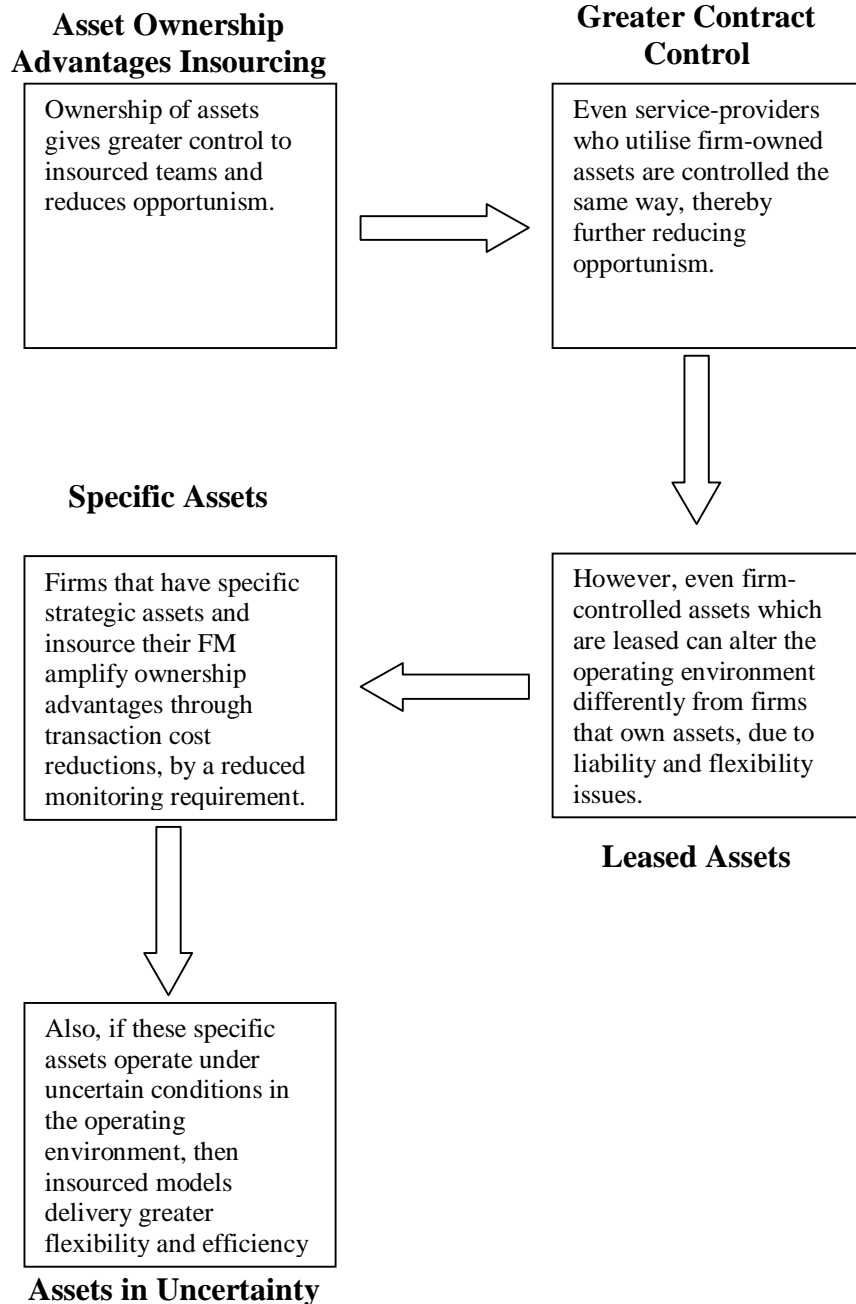 Asset Ownership
Advantages Insourcing
Ownership of assets
gives greater control to
insourced teams and
reduces opportunism.
Greater Contract
Control
Even service-providers
who utilise firm-owned
assets are controlled the
same way, thereby
further reducing
opportunism.
However, even firm-
controlled assets which
are leased can alter the
operating environment
differently from firms
that own assets, due to
liability and flexibility
issues.
Leased Assets
Specific Assets
Firms that have specific
strategic assets and
insource their FM
amplify ownership
advantages through
transaction cost
reductions, by a reduced
monitoring requirement.
Also, if these specific
assets operate under
uncertain conditions in
the operating
environment, then
insourced models
delivery greater
flexibility and efficiency
Assets in Uncertainty